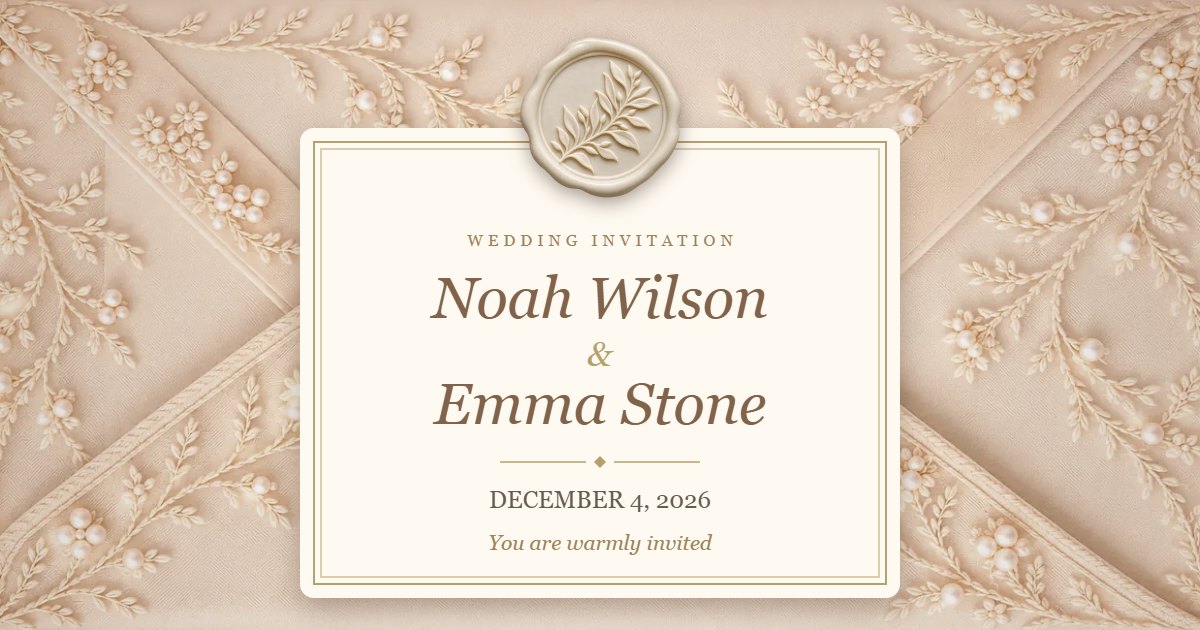 WEDDING INVITATION
Noah Wilson
&
Emma Stone
DECEMBER 4, 2026
You are warmly invited